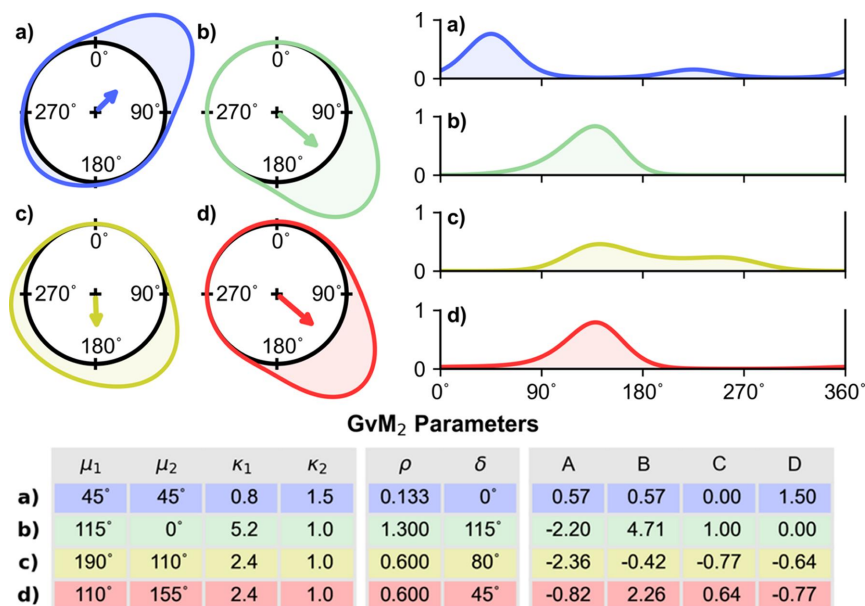 a)
0°
270°
90°
180°
b)
0°
270°
90°
180°
c)
0°
270°
90°
180°
d)
0°
270°
90°
180°
1
a)
0
1
b)
0
1
c)
0
1
d)
0
0° 90° 180° 270° 360°
GvM₂ Parameters
μ₁ μ₂ κ₁ κ₂ ρ δ A B C D
a) 45° 45° 0.8 1.5 0.133 0° 0.57 0.57 0.00 1.50
b) 115° 0° 5.2 1.0 1.300 115° -2.20 4.71 1.00 0.00
c) 190° 110° 2.4 1.0 0.600 80° -2.36 -0.42 -0.77 -0.64
d) 110° 155° 2.4 1.0 0.600 45° -0.82 2.26 0.64 -0.77